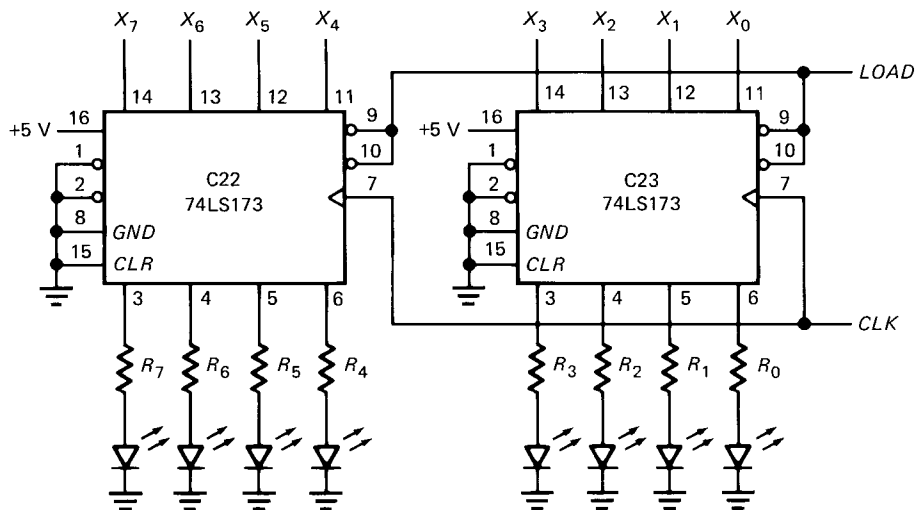 X7 X6 X5 X4 X3 X2 X1 X0
LOAD
14 13 12 11 14 13 12 11
+5 V 16 9 +5 V 16 9
1 10 1 10
C22 C23
2 74LS173 7 2 74LS173 7
8 GND 8 GND
15 CLR 15 CLR
3 4 5 6 3 4 5 6
CLK
R7 R6 R5 R4 R3 R2 R1 R0